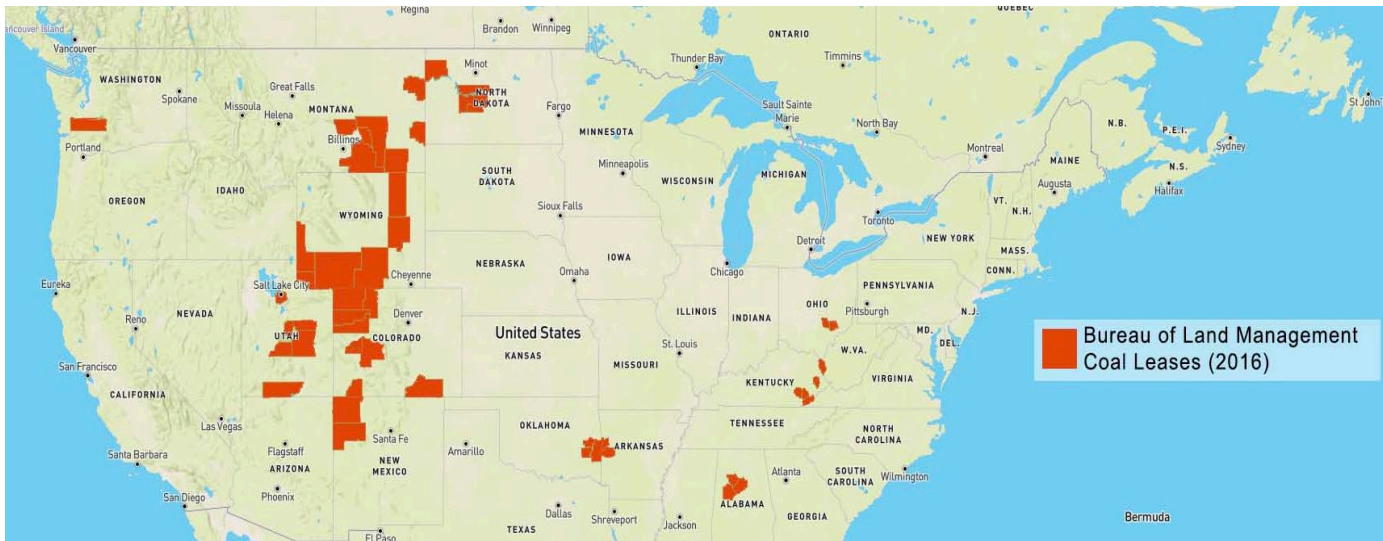 Regina
QUEBEC
ncouver Island
Brandon
Winnipeg
ONTARIO
Vancouver
Timmins
Thunder Bay
WASHINGTON
Minot
Spokane
Great Falls
NORTH
DAKOTA
St John'
Missoula
MONTANA
Helena
Fargo
Sault Sainte
Marie
North Bay
N.B.
P.E.I.
MINNESOTA
Sydney
Portland
Billings
Montreal
MAINE
N.S.
Minneapolis
SOUTH
DAKOTA
WISCONSIN
MICHIGAN
IDAHO
Augusta
Halifax
OREGON
VT.
N.H.
WYOMING
Sioux Falls
Toronto
Detroit
NEW YORK
MASS.
IOWA
NEBRASKA
Chicago
CONN.
Eureka
Salt Lake City
Cheyenne
Omaha
PENNSYLVANIA
NEVADA
OHIO
Pittsburgh
N.J.
Reno
Denver
ILLINOIS
INDIANA
United States
UTAH
COLORADO
MD.
DEL.
Bureau of Land Management
Coal Leases (2016)
KANSAS
St. Louis
W.VA.
San Francisco
MISSOURI
KENTUCKY
VIRGINIA
CALIFORNIA
Las Vegas
TENNESSEE
OKLAHOMA
NORTH
CAROLINA
Santa Fe
Flagstaff
Amarillo
ARKANSAS
Santa Barbara
ARIZONA
NEW
MEXICO
Atlanta
SOUTH
CAROLINA
Wilmington
San Diego
Phoenix
ALABAMA
Dallas
Shreveport
Jackson
GEORGIA
Bermuda
TEXAS
El Paso